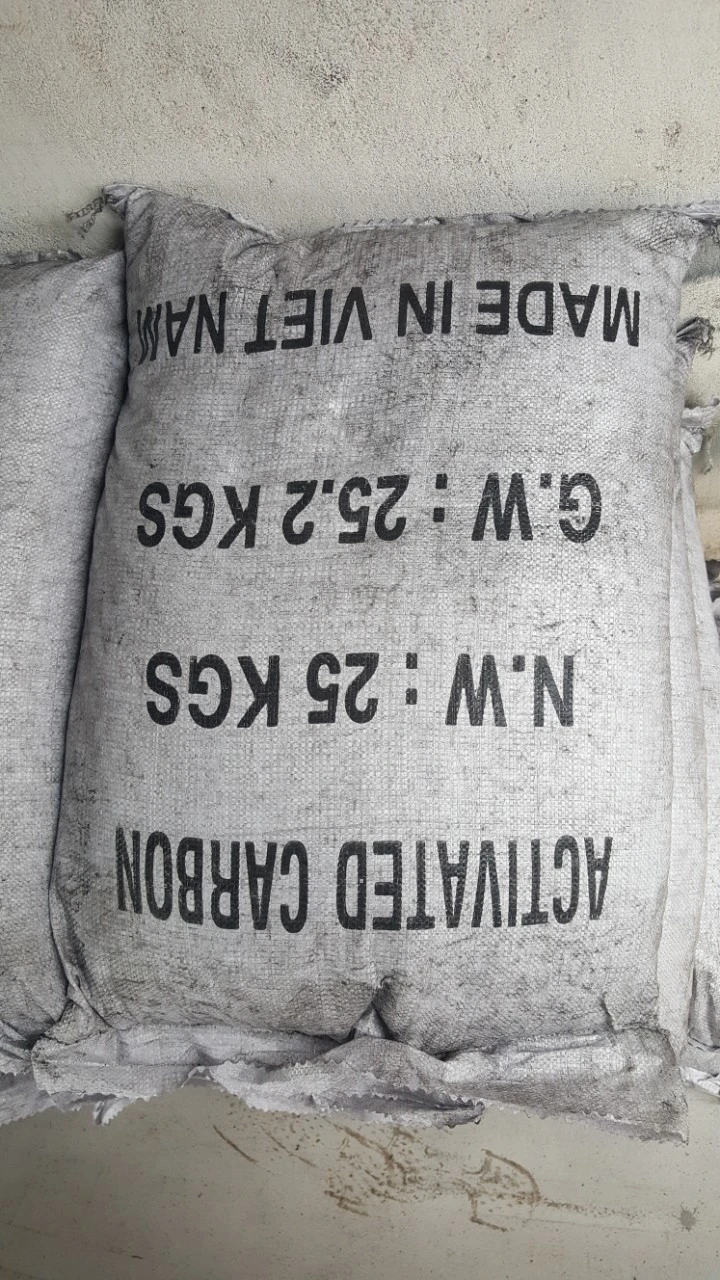 ACTIVATED CARBON
N.W : 25 KGS
G.W : 25.2 KGS
MADE IN VIET NAM